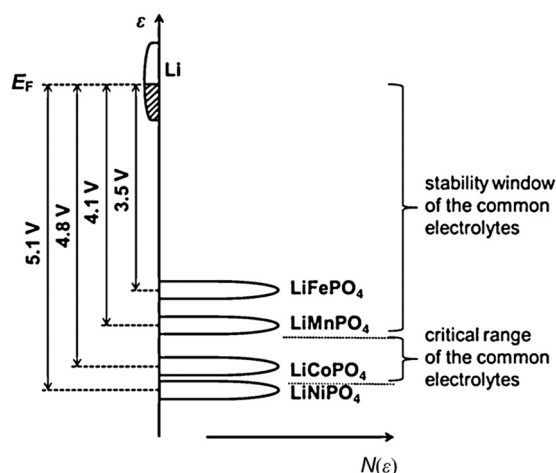 ε
Li
E_F
5.1 V
4.8 V
4.1 V
3.5 V
stability window
of the common
electrolytes
LiFePO₄
LiMnPO₄
LiCoPO₄
LiNiPO₄
critical range
of the common
electrolytes
N(ε)